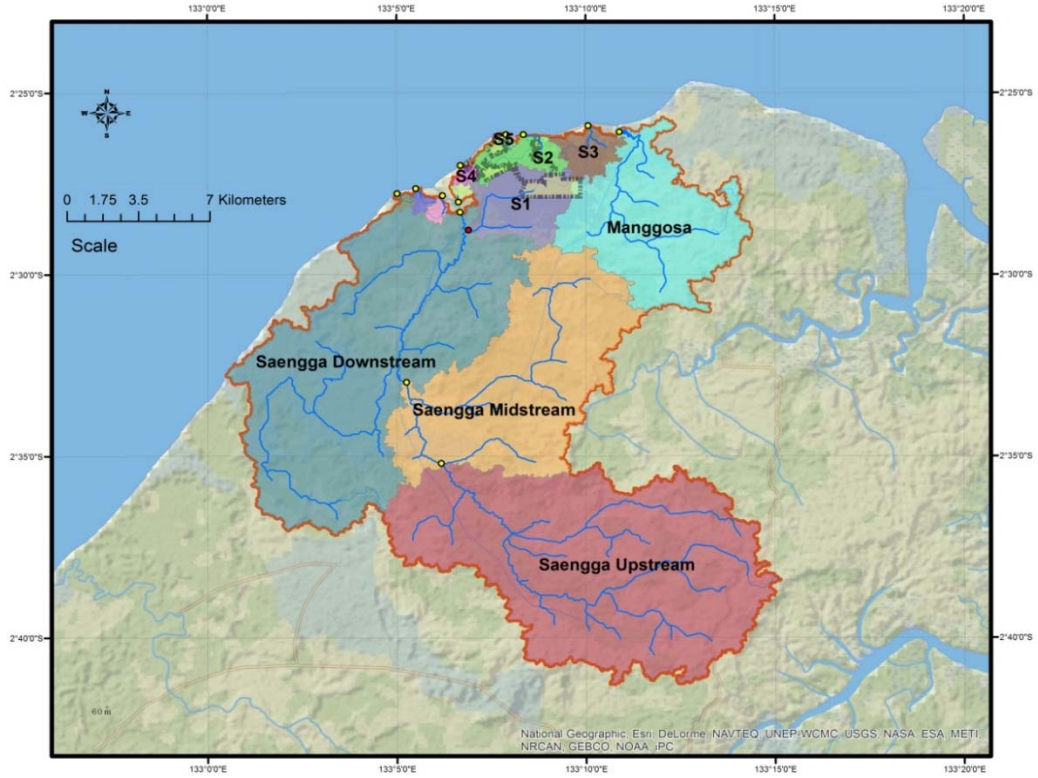 133°0'0"E 133°5'0"E 133°10'0"E 133°15'0"E 133°20'0"E
2°25'0"S 2°25'0"S
N
W E
S
S5
S2 S3
S4
0 1.75 3.5 7 Kilometers
S1
Scale
Manggosa
2°30'0"S 2°30'0"S
Saengga Downstream
Saengga Midstream
2°35'0"S 2°35'0"S
Saengga Upstream
2°40'0"S 2°40'0"S
National Geographic, Esri, DeLorme, NAVTEQ, UNEP-WCMC, USGS, NASA, ESA, METI,
NRCAN, GEBCO, NOAA, iPC
133°0'0"E 133°5'0"E 133°10'0"E 133°15'0"E 133°20'0"E